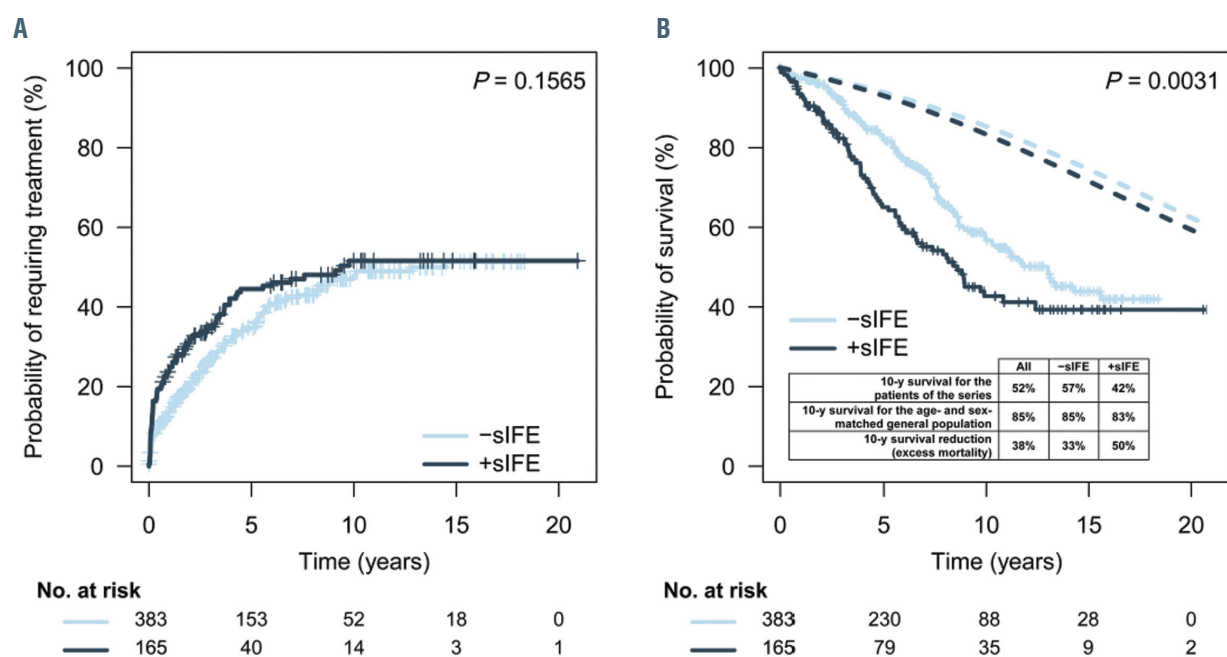 A
Probability of requiring treatment (%)
100
80
60
40
20
0
P = 0.1565
−sIFE
+sIFE
0 5 10 15 20
Time (years)
No. at risk
383 153 52 18 0
165 40 14 3 1
B
Probability of survival (%)
100
80
60
40
20
0
P = 0.0031
−sIFE
+sIFE
All −sIFE +sIFE
10-y survival for the
patients of the series 52% 57% 42%
10-y survival for the age- and sex-
matched general population 85% 85% 83%
10-y survival reduction
(excess mortality) 38% 33% 50%
0 5 10 15 20
Time (years)
No. at risk
383 230 88 28 0
165 79 35 9 2